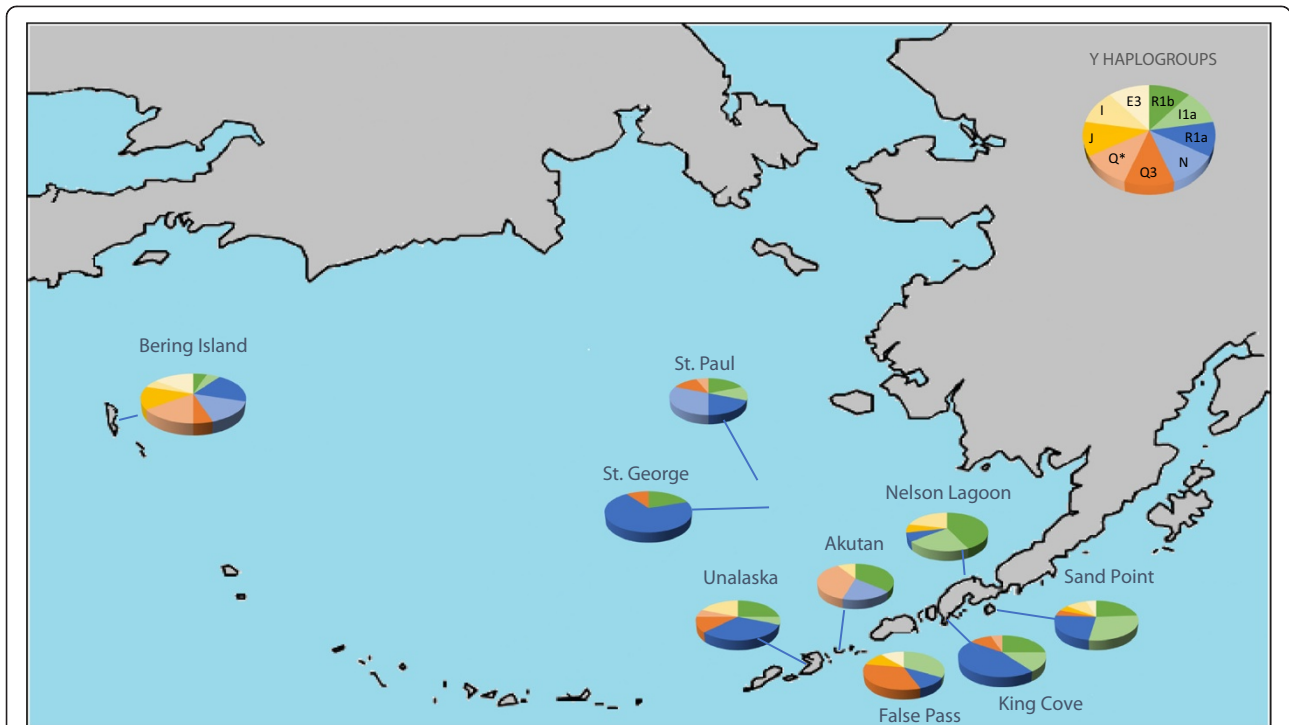 Y HAPLOGROUPS
E3
R1b
I
I1a
J
R1a
Q*
N
Q3
Bering Island
St. Paul
St. George
Nelson Lagoon
Akutan
Unalaska
Sand Point
King Cove
False Pass